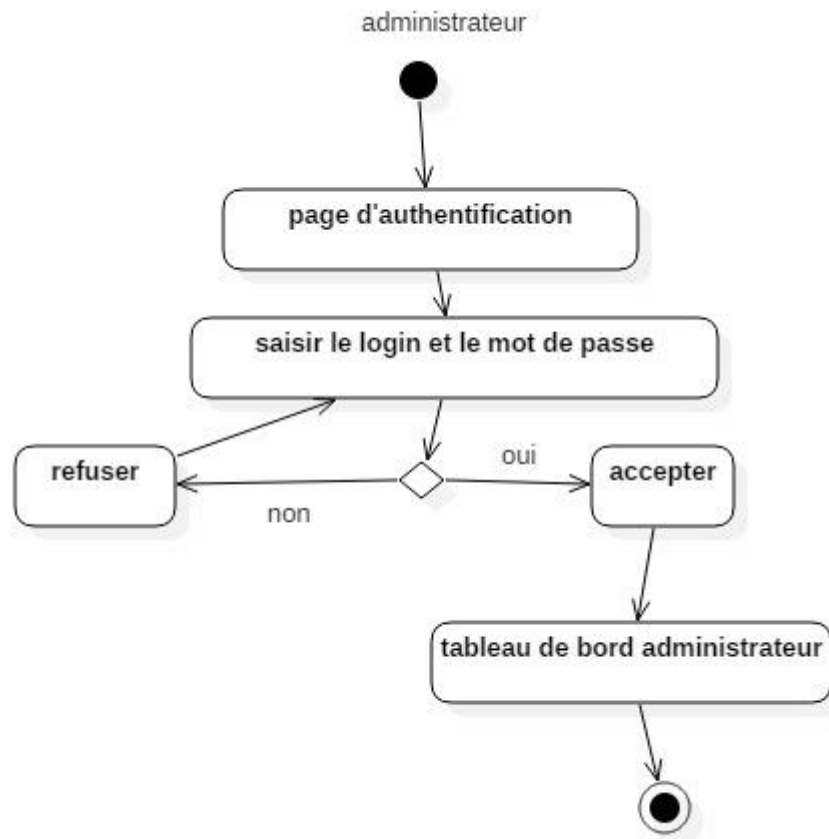 administrateur
page d'authentification
saisir le login et le mot de passe
refuser
non
oui
accepter
tableau de bord administrateur